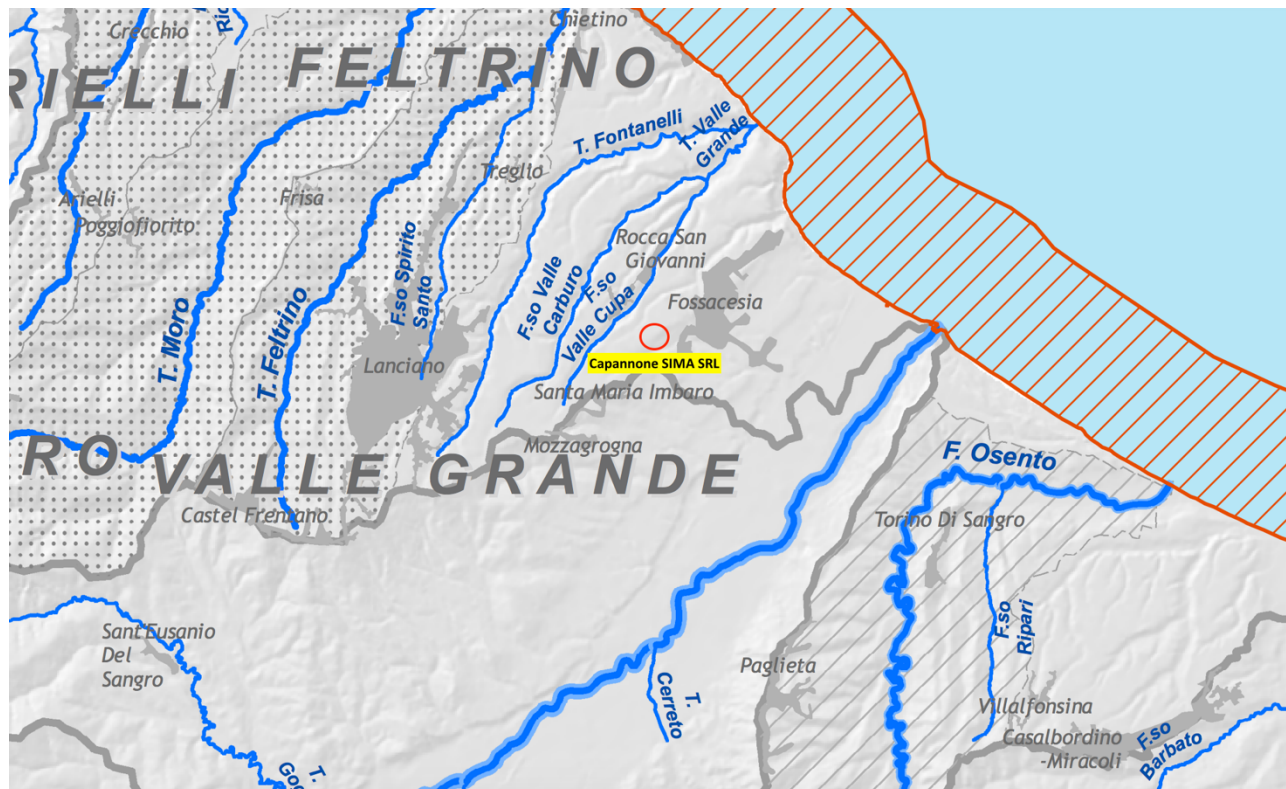 Crecchio
Chietino
RIELLI
FELTRINO
T. Fontanelli
T. Valle
Grande
Treglio
Arielli
Poggiofiorito
Frisa
Rocca San
Giovanni
F.so Spirito
Santo
F.so Valle
Carburo
F.so
Valle Cupa
Fossacesia
T. Moro
T. Feltrino
Lanciano
Capannone SIMA SRL
Santa Maria Imbaro
Mozzagrogna
RO
VALLE GRANDE
F. Osento
Castel Frentano
Torino Di Sangro
F.so
Ripari
Sant'Eusanio
Del
Sangro
Paglieta
T.
Cerreto
Villalfonsina
Casalbordino
-Miracoli
F.so
Barbato
T.